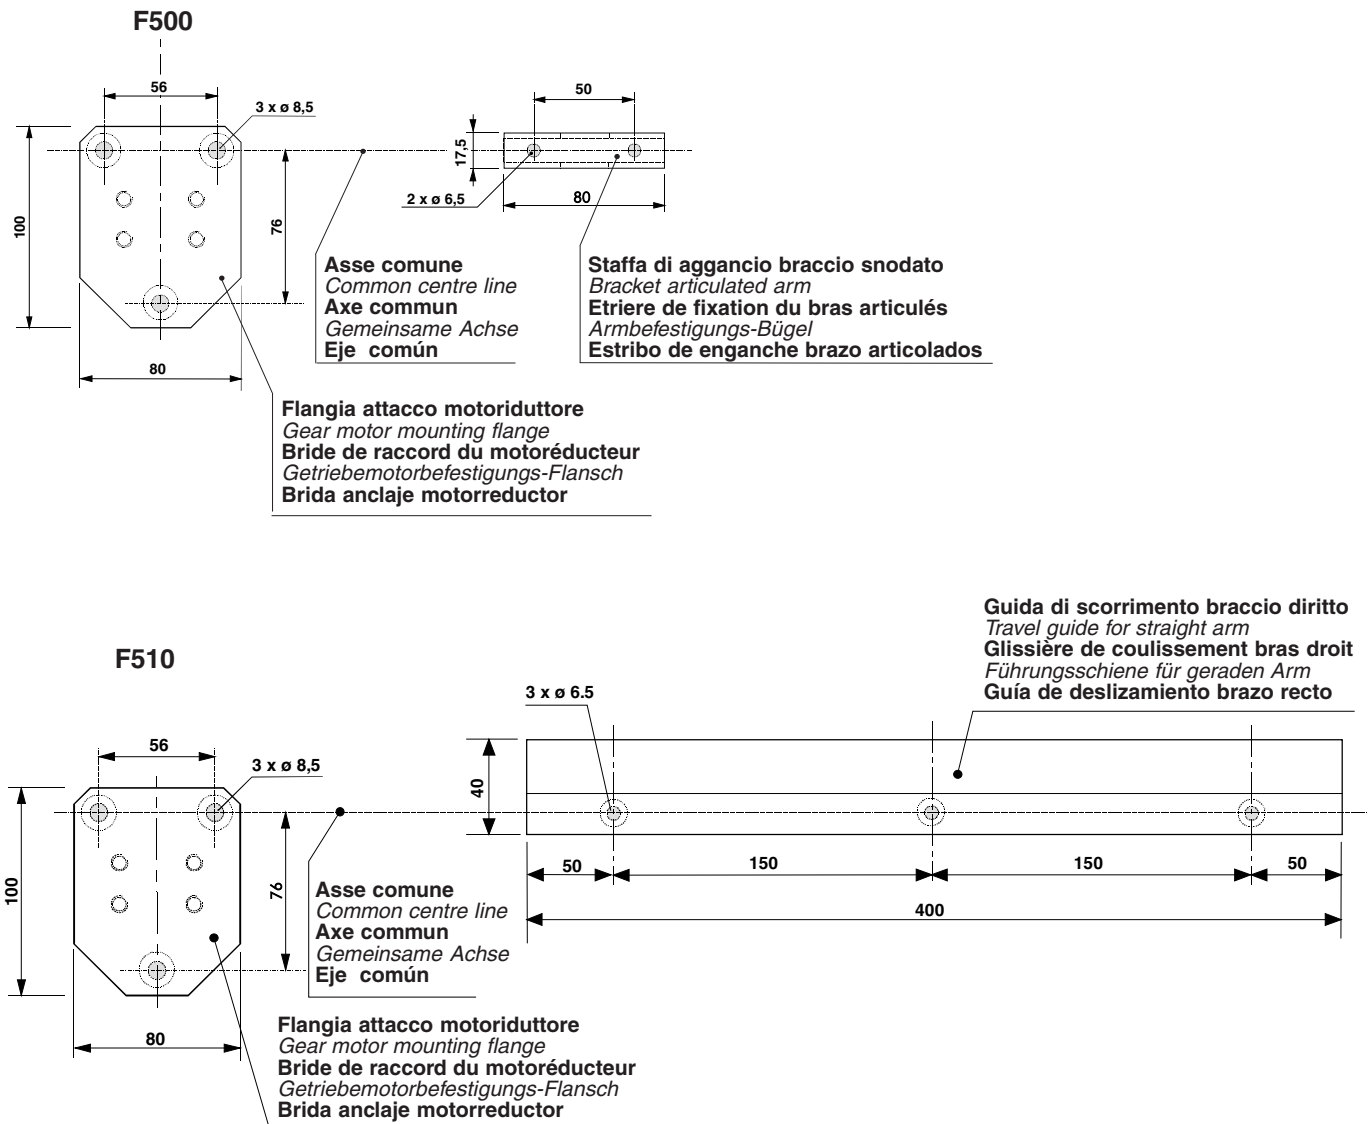 F500
56
3 x ø 8,5
100
76
80
50
17,5
2 x ø 6,5
80
Asse comune
Common centre line
Axe commun
Gemeinsame Achse
Eje común
Staffa di aggancio braccio snodato
Bracket articulated arm
Etriere de fixation du bras articulés
Armbefestigungs-Bügel
Estribo de enganche brazo articolados
Flangia attacco motoriduttore
Gear motor mounting flange
Bride de raccord du motoréducteur
Getriebemotorbefestigungs-Flansch
Brida anclaje motorreductor
F510
56
3 x ø 8,5
100
76
80
Guida di scorrimento braccio diritto
Travel guide for straight arm
Glissière de coulissement bras droit
Führungsschiene für geraden Arm
Guía de deslizamiento brazo recto
3 x ø 6.5
40
50
150
150
50
400
Asse comune
Common centre line
Axe commun
Gemeinsame Achse
Eje común
Flangia attacco motoriduttore
Gear motor mounting flange
Bride de raccord du motoréducteur
Getriebemotorbefestigungs-Flansch
Brida anclaje motorreductor